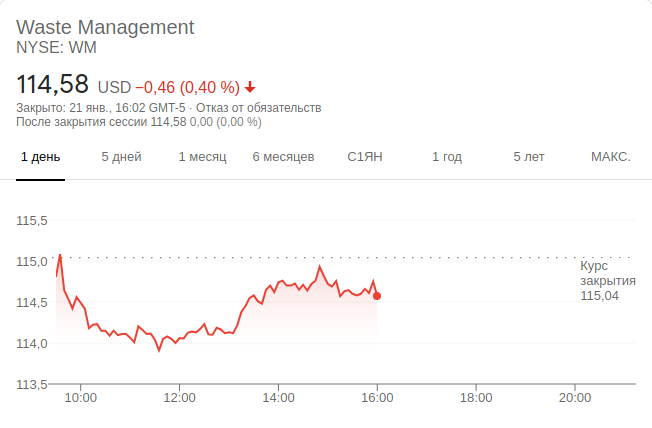 Waste Management
NYSE: WM
114,58 USD −0,46 (0,40 %)
Закрыто: 21 янв., 16:02 GMT-5 · Отказ от обязательств
После закрытия сессии 114,58 0,00 (0,00 %)
1 день 5 дней 1 месяц 6 месяцев С1ЯН 1 год 5 лет МАКС.
115,5
115,0
114,5
114,0
113,5
Курс
закрытия
115,04
10:00 12:00 14:00 16:00 18:00 20:00